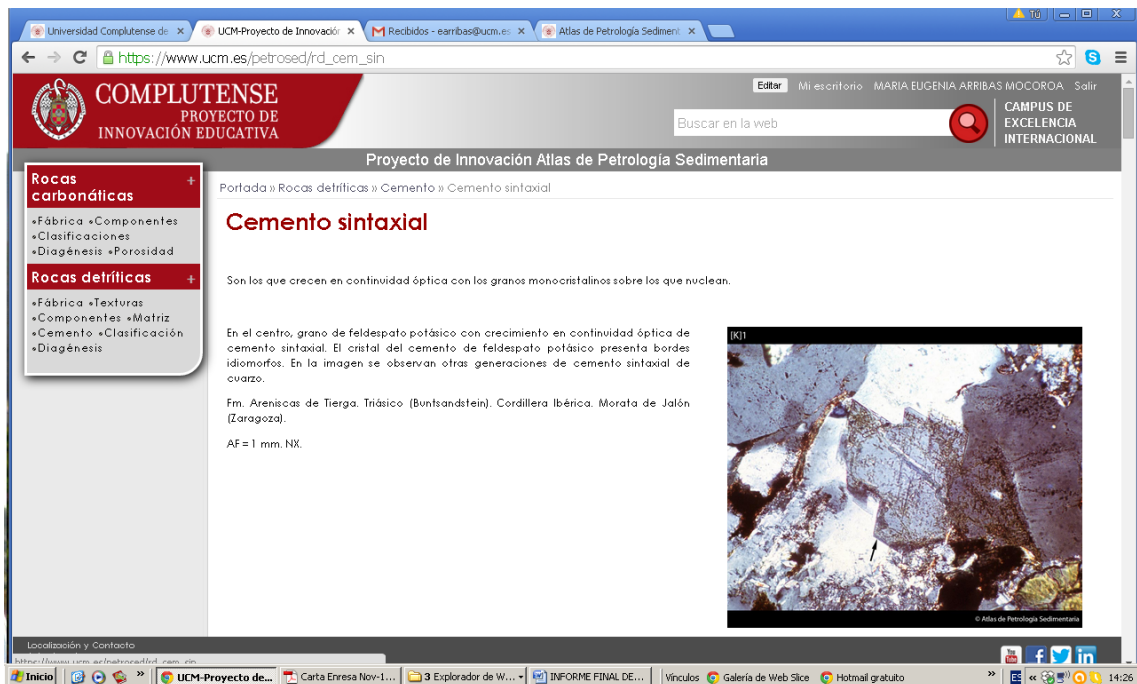 Tú
Universidad Complutense de
UCM-Proyecto de Innovación
Recibidos - earribas@ucm.es
Atlas de Petrología Sediment
https://www.ucm.es/petrosed/rd_cem_sin
COMPLUTENSE
PROYECTO DE
INNOVACIÓN EDUCATIVA
Editar Mi escritorio MARIA EUGENIA ARRIBAS MOCOROA Salir
Buscar en la web
CAMPUS DE
EXCELENCIA
INTERNACIONAL
Proyecto de Innovación Atlas de Petrología Sedimentaria
Rocas +
carbonáticas
Fábrica Componentes
Clasificaciones
Diagénesis Porosidad
Rocas detríticas +
Fábrica Texturas
Componentes Matriz
Cemento Clasificación
Diagénesis
Portada » Rocas detríticas » Cemento » Cemento sintaxial
Cemento sintaxial
Son los que crecen en continuidad óptica con los granos monocristalinos sobre los que nuclean.
En el centro, grano de feldespato potásico con crecimiento en continuidad óptica de
cemento sintaxial. El cristal del cemento de feldespato potásico presenta bordes
idiomorfos. En la imagen se observan otras generaciones de cemento sintaxial de
cuarzo.
Fm. Areniscas de Tierga. Triásico (Buntsandstein). Cordillera Ibérica. Morata de Jalón
(Zaragoza).
AF = 1 mm. NX.
[K]1
© Atlas de Petrología Sedimentaria
Localización y Contacto
https://www.ucm.es/petrosed/rd_cem_sin
You Tube f in
Inicio » UCM-Proyecto de... Carta Enresa Nov-1... 3 Explorador de W... INFORME FINAL DE... Vínculos Galería de Web Slice Hotmail gratuito » ES « 14:26